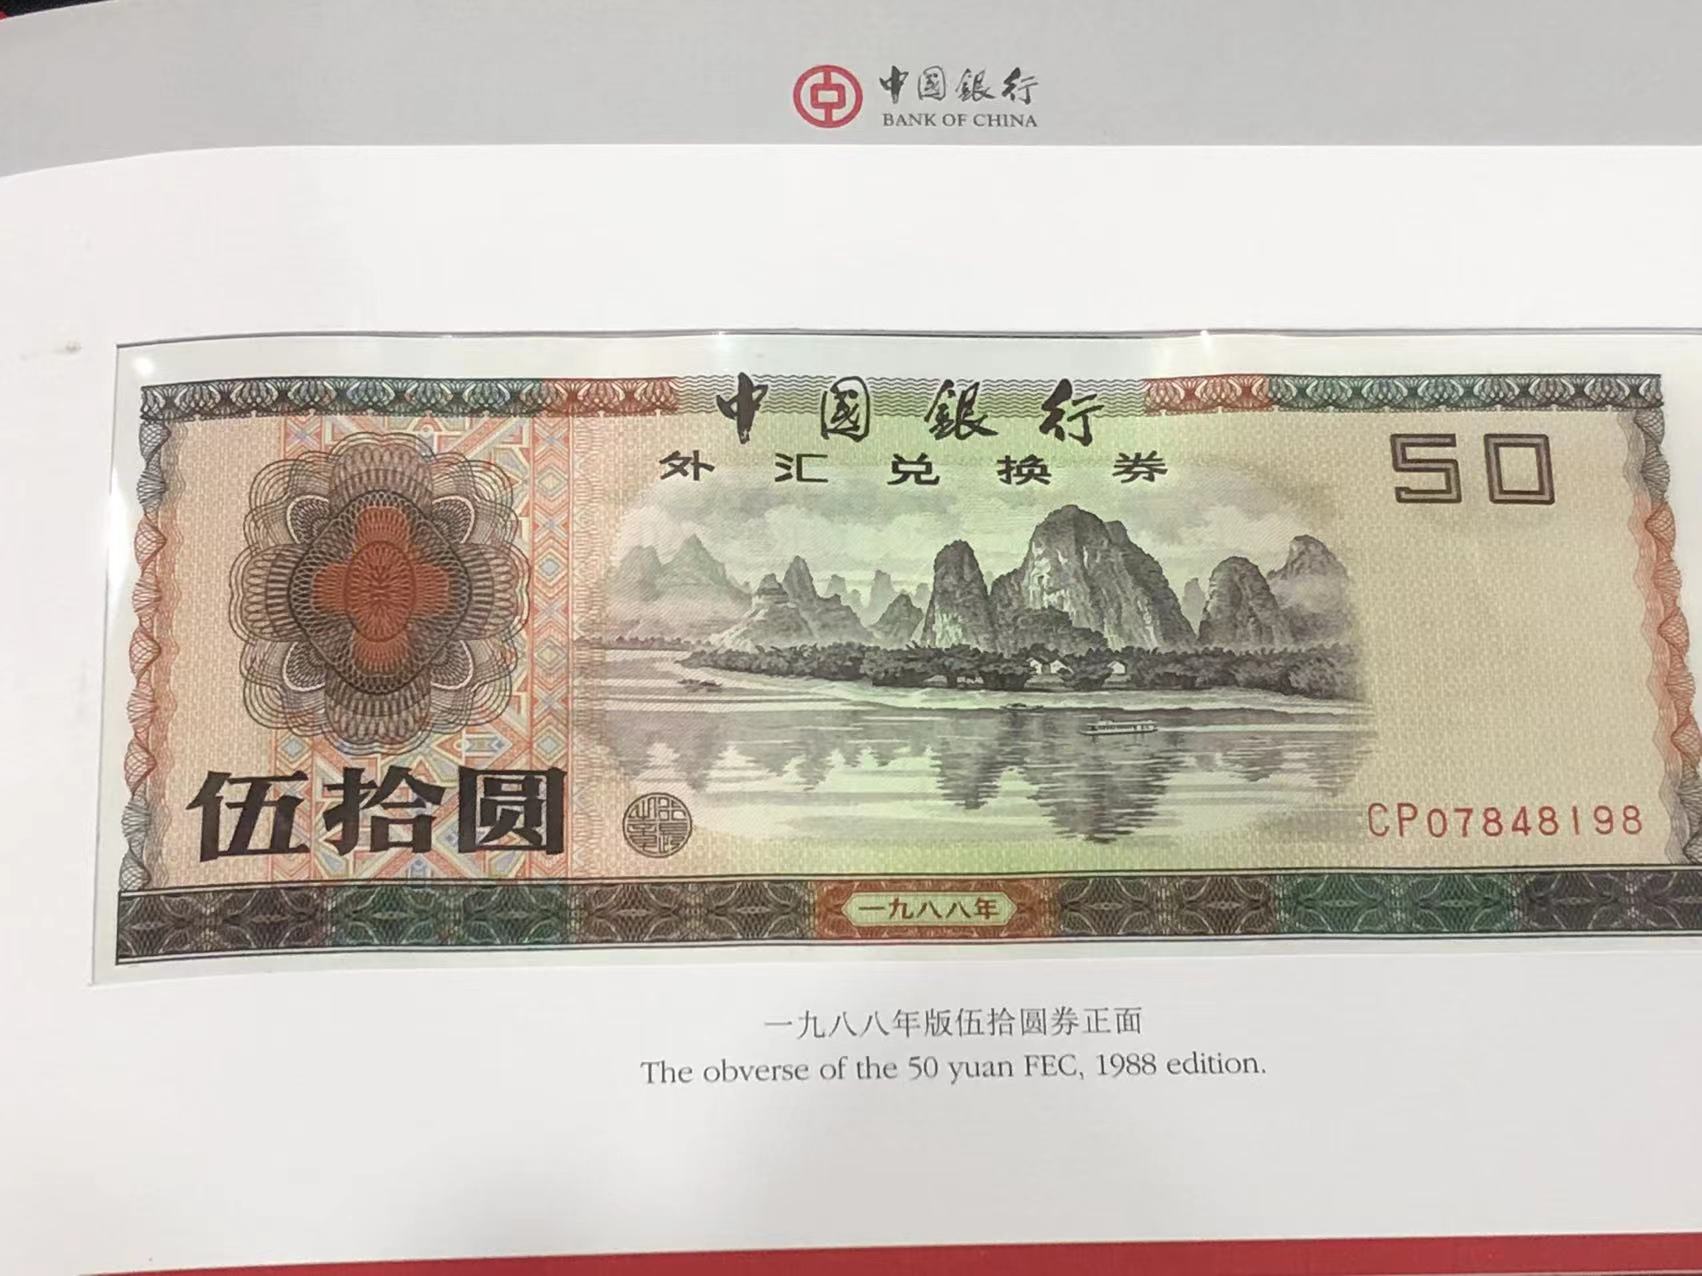 中國銀行
BANK OF CHINA
中國銀行
外汇兑换券
50
伍拾圆
CP07848198
一九八八年
一九八八年版伍拾圆券正面
The obverse of the 50 yuan FEC, 1988 edition.